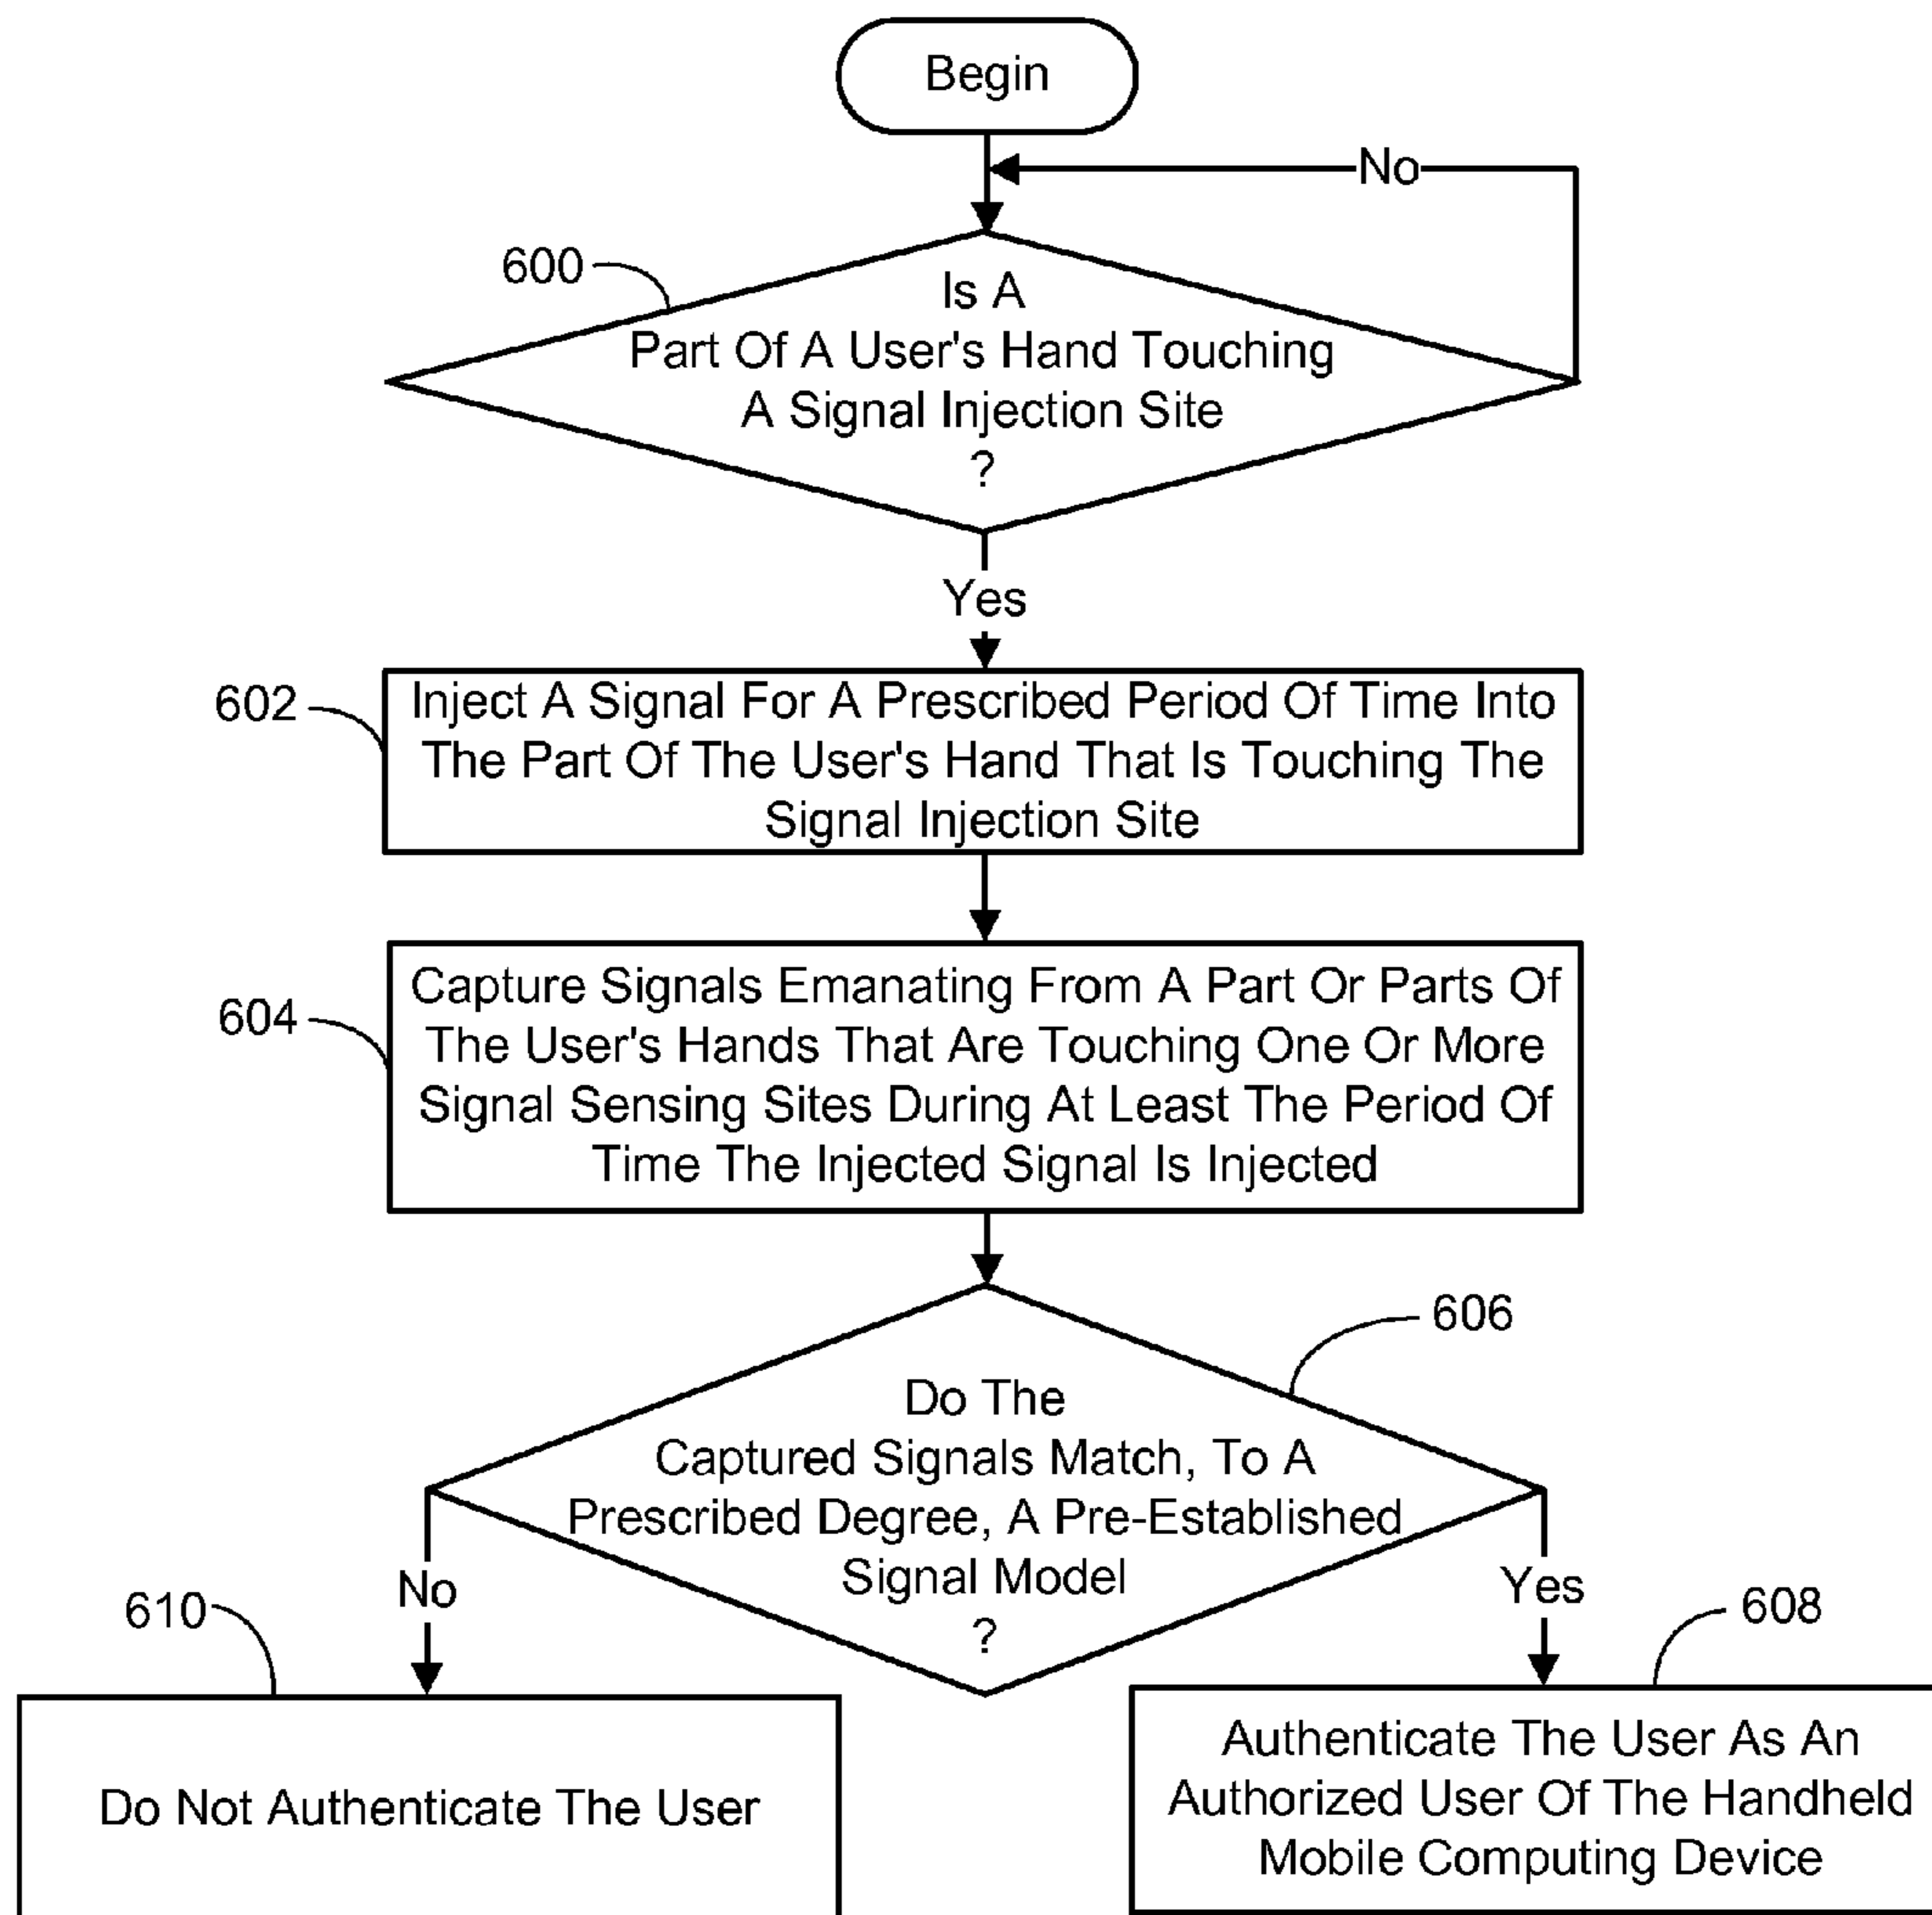 Begin
No
600
Is A
Part Of A User's Hand Touching
A Signal Injection Site
?
Yes
602
Inject A Signal For A Prescribed Period Of Time Into
The Part Of The User's Hand That Is Touching The
Signal Injection Site
604
Capture Signals Emanating From A Part Or Parts Of
The User's Hands That Are Touching One Or More
Signal Sensing Sites During At Least The Period Of
Time The Injected Signal Is Injected
606
Do The
Captured Signals Match, To A
Prescribed Degree, A Pre-Established
Signal Model
?
No
Yes
610
608
Do Not Authenticate The User
Authenticate The User As An
Authorized User Of The Handheld
Mobile Computing Device